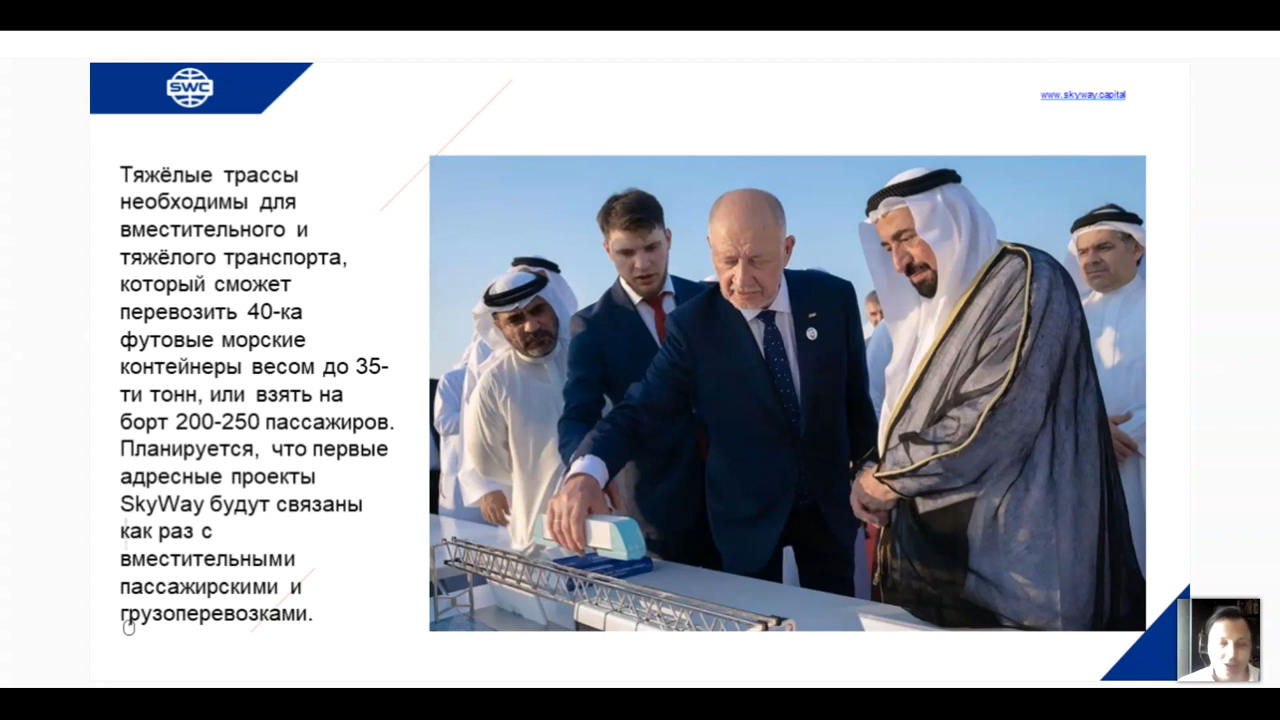 SWC
www.skyway.capital
Тяжёлые трассы
необходимы для
вместительного и
тяжёлого транспорта,
который сможет
перевозить 40-ка
футовые морские
контейнеры весом до 35-
ти тонн, или взять на
борт 200-250 пассажиров.
Планируется, что первые
адресные проекты
SkyWay будут связаны
как раз с
вместительными
пассажирскими и
грузоперевозками.